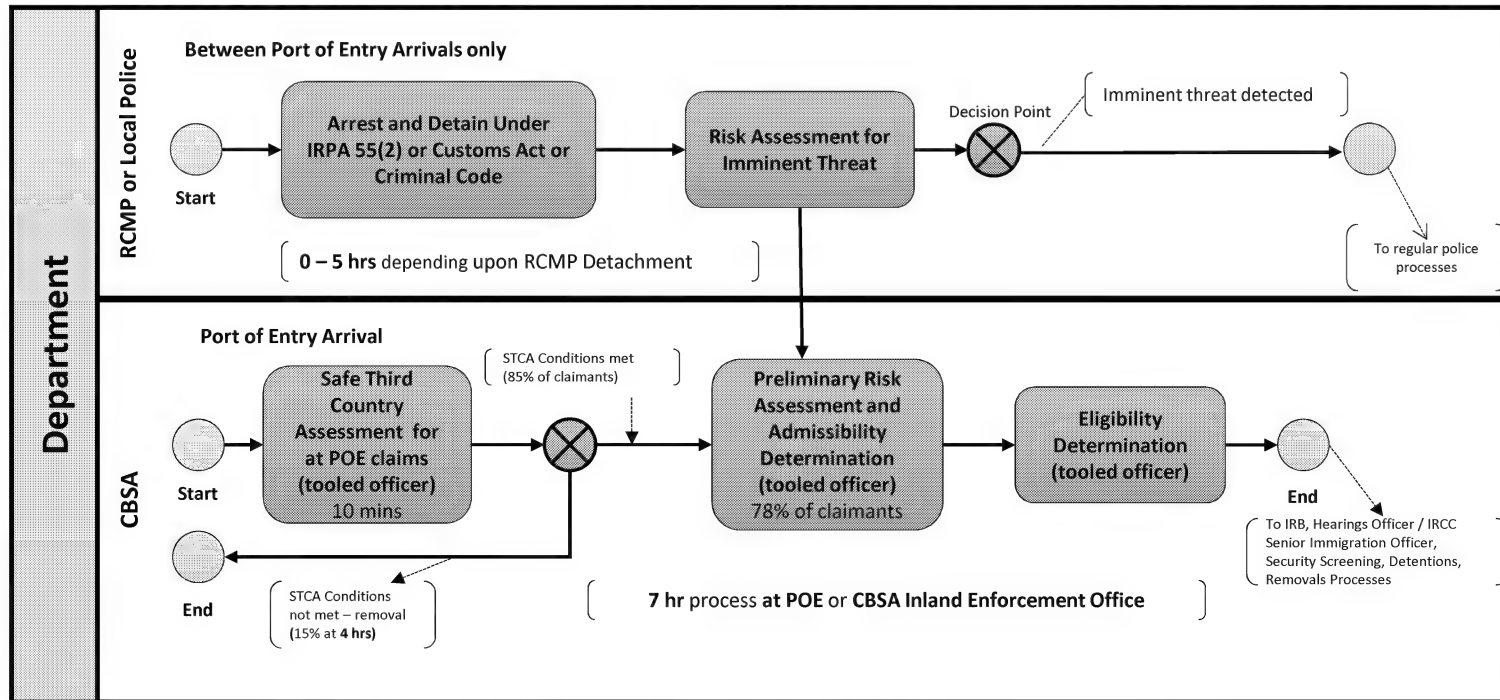 Department
RCMP or Local Police
Between Port of Entry Arrivals only
Start
Arrest and Detain Under
IRPA 55(2) or Customs Act or
Criminal Code
Risk Assessment for
Imminent Threat
Decision Point
Imminent threat detected
To regular police
processes
0 – 5 hrs depending upon RCMP Detachment
CBSA
Port of Entry Arrival
Start
Safe Third
Country
Assessment for
at POE claims
(tooled officer)
10 mins
STCA Conditions met
(85% of claimants)
Preliminary Risk
Assessment and
Admissibility
Determination
(tooled officer)
78% of claimants
Eligibility
Determination
(tooled officer)
End
To IRB, Hearings Officer / IRCC
Senior Immigration Officer,
Security Screening, Detentions,
Removals Processes
End
STCA Conditions
not met – removal
(15% at 4 hrs)
7 hr process at POE or CBSA Inland Enforcement Office